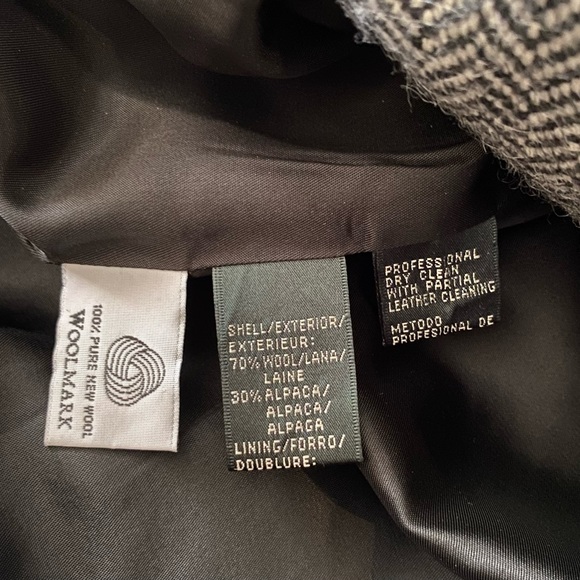 100% PURE NEW WOOL
WOOLMARK
SHELL/EXTERIOR/
EXTERIEUR:
70% WOOL/LANA/
LAINE
30% ALPACA/
ALPACA/
ALPAGA
LINING/FORRO/
DOUBLURE:
PROFESSIONAL
DRY CLEAN
WITH PARTIAL
LEATHER CLEANING
METODO
PROFESIONAL DE